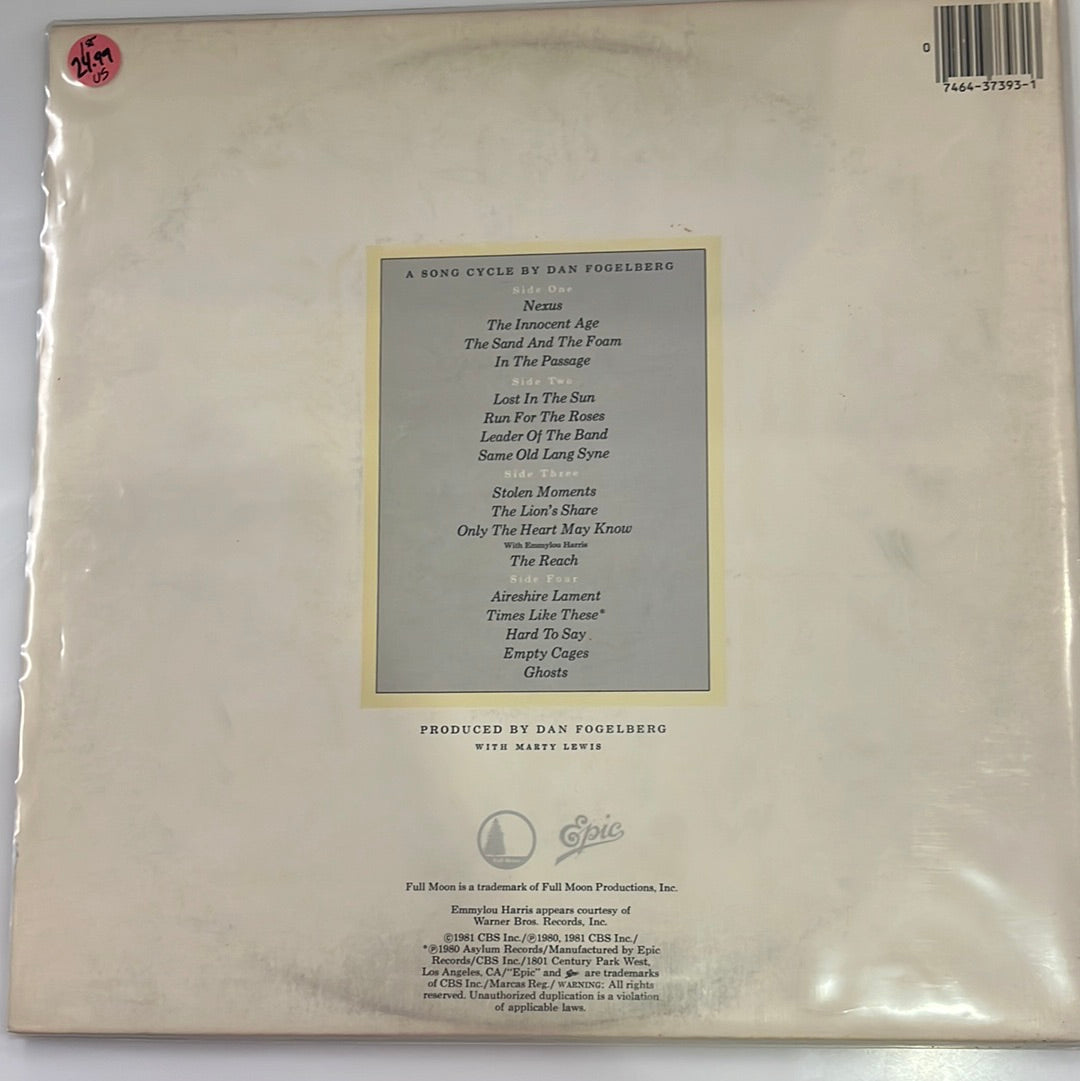 1st
24.99
US
0
7464-37393-1
A SONG CYCLE BY DAN FOGELBERG
Side One
Nexus
The Innocent Age
The Sand And The Foam
In The Passage
Side Two
Lost In The Sun
Run For The Roses
Leader Of The Band
Same Old Lang Syne
Side Three
Stolen Moments
The Lion's Share
Only The Heart May Know
With Emmylou Harris
The Reach
Side Four
Aireshire Lament
Times Like These*
Hard To Say
Empty Cages
Ghosts
PRODUCED BY DAN FOGELBERG
WITH MARTY LEWIS
Full Moon
Epic
Full Moon is a trademark of Full Moon Productions, Inc.
Emmylou Harris appears courtesy of
Warner Bros. Records, Inc.
©1981 CBS Inc./℗1980, 1981 CBS Inc./
*℗1980 Asylum Records/Manufactured by Epic
Records/CBS Inc./1801 Century Park West,
Los Angeles, CA/"Epic" and are trademarks
of CBS Inc./Marcas Reg./ WARNING: All rights
reserved. Unauthorized duplication is a violation
of applicable laws.